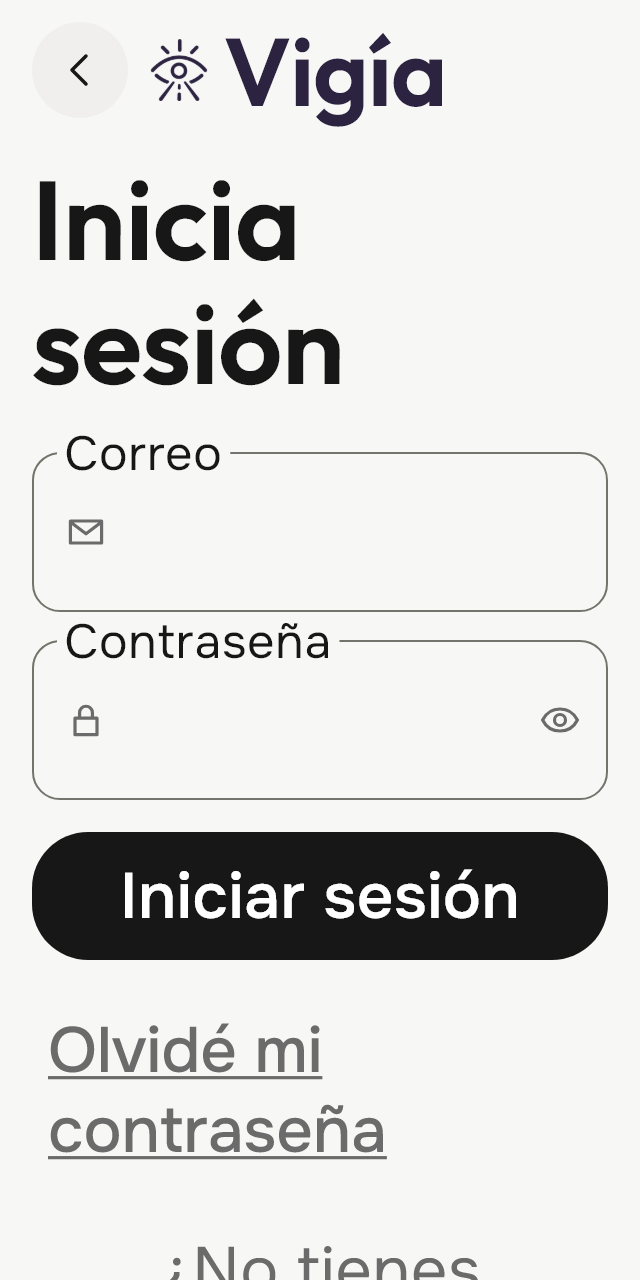 Vigía
Inicia
sesión
Correo
Contraseña
Iniciar sesión
Olvidé mi
contraseña
¿No tienes